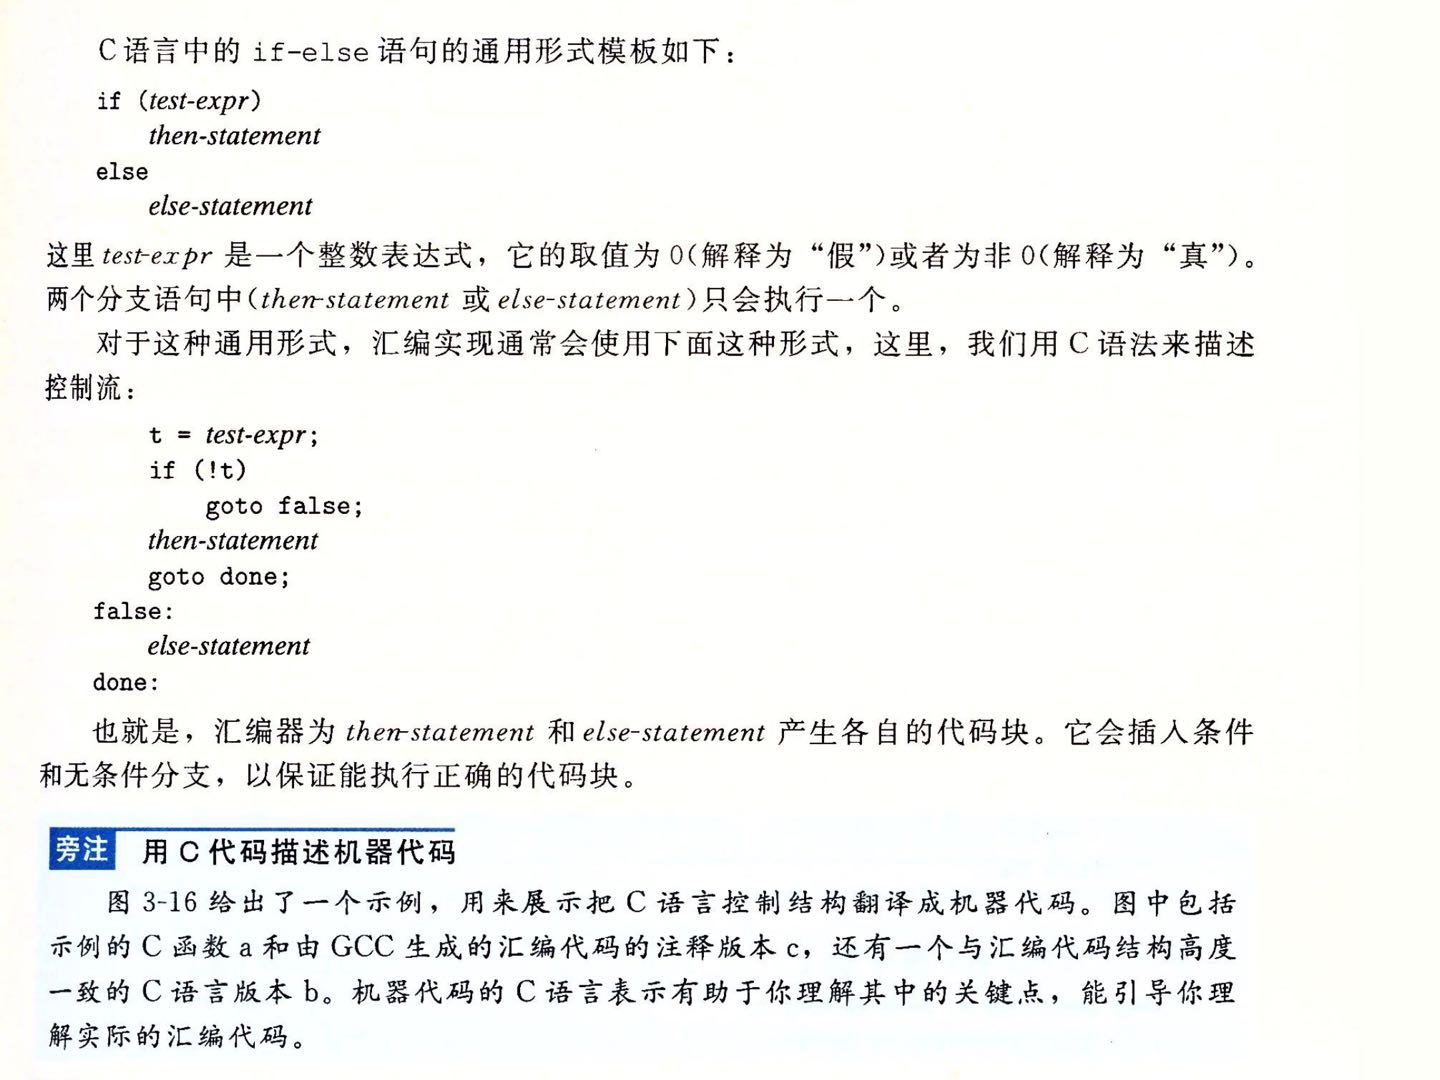 C 语言中的 if-else 语句的通用形式模板如下：
if (test-expr)
then-statement
else
else-statement
这里 test-expr 是一个整数表达式，它的取值为 0(解释为“假”)或者为非 0(解释为“真”)。
两个分支语句中(then-statement 或 else-statement)只会执行一个。
对于这种通用形式，汇编实现通常会使用下面这种形式，这里，我们用 C 语法来描述
控制流：
t = test-expr;
if (!t)
goto false;
then-statement
goto done;
false:
else-statement
done:
也就是，汇编器为 then-statement 和 else-statement 产生各自的代码块。它会插入条件
和无条件分支，以保证能执行正确的代码块。
旁注 用 C 代码描述机器代码
图 3-16 给出了一个示例，用来展示把 C 语言控制结构翻译成机器代码。图中包括
示例的 C 函数 a 和由 GCC 生成的汇编代码的注释版本 c，还有一个与汇编代码结构高度
一致的 C 语言版本 b。机器代码的 C 语言表示有助于你理解其中的关键点，能引导你理
解实际的汇编代码。